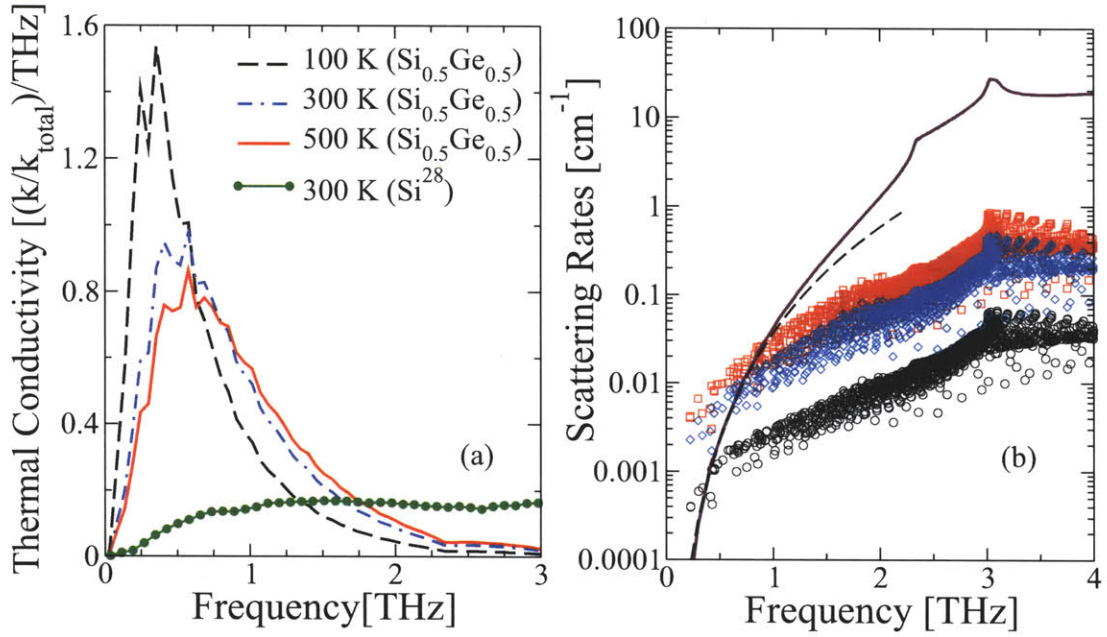 Thermal Conductivity [(k/k_total)/THz]
1.6
1.2
0.8
0.4
0
100 K (Si₀.₅Ge₀.₅)
300 K (Si₀.₅Ge₀.₅)
500 K (Si₀.₅Ge₀.₅)
300 K (Si²⁸)
(a)
0 1 2 3
Frequency[THz]
Scattering Rates [cm⁻¹]
100
10
1
0.1
0.01
0.001
0.0001
(b)
0 1 2 3 4
Frequency [THz]